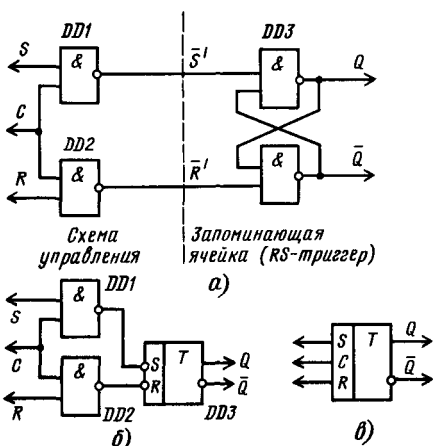 DD1
DD3
S
&
S̄'
&
Q
C
DD2
R
&
R̄'
&
Q̄
Схема управления
Запоминающая ячейка (RS-триггер)
а)
DD1
S
&
C
S T
Q
R
Q̄
&
R
DD2
DD3
б)
S T
Q
C
R
Q̄
в)